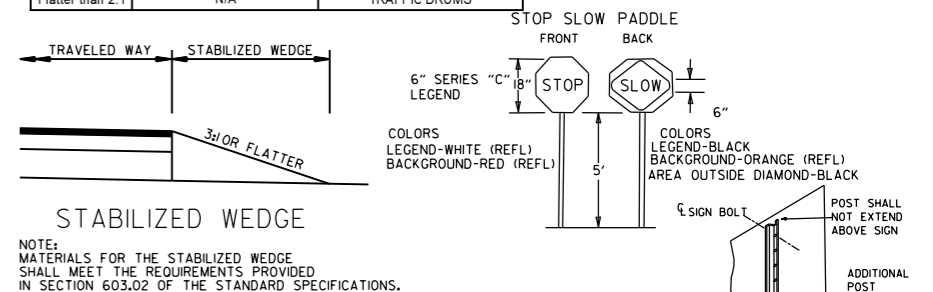 Flatter than 2:1 N/A TRAFFIC DRUMS
STOP SLOW PADDLE
FRONT BACK
TRAVELED WAY STABILIZED WEDGE
6" SERIES "C"
LEGEND
18"
STOP
SLOW
6"
3:1 OR FLATTER
COLORS
LEGEND-WHITE (REFL)
BACKGROUND-RED (REFL)
5'
COLORS
LEGEND-BLACK
BACKGROUND-ORANGE (REFL)
AREA OUTSIDE DIAMOND-BLACK
STABILIZED WEDGE
NOTE:
MATERIALS FOR THE STABILIZED WEDGE
SHALL MEET THE REQUIREMENTS PROVIDED
IN SECTION 603.02 OF THE STANDARD SPECIFICATIONS.
℄ SIGN BOLT
POST SHALL
NOT EXTEND
ABOVE SIGN
ADDITIONAL
POST